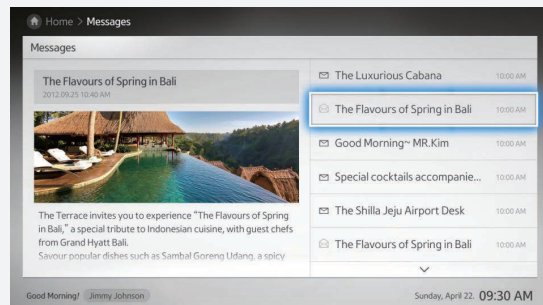 Home > Messages
Messages
The Flavours of Spring in Bali
2012.09.25 10:40 AM
The Terrace invites you to experience "The Flavours of Spring
in Bali," a special tribute to Indonesian cuisine, with guest chefs
from Grand Hyatt Bali.
Savour popular dishes such as Sambal Goreng Udang, a spicy
The Luxurious Cabana 10:00 AM
The Flavours of Spring in Bali 10:00 AM
Good Morning~ MR.Kim 10:00 AM
Special cocktails accompanie... 10:00 AM
The Shilla Jeju Airport Desk 10:00 AM
The Flavours of Spring in Bali 10:00 AM
Good Morning! Jimmy Johnson
Sunday, April 22. 09:30 AM